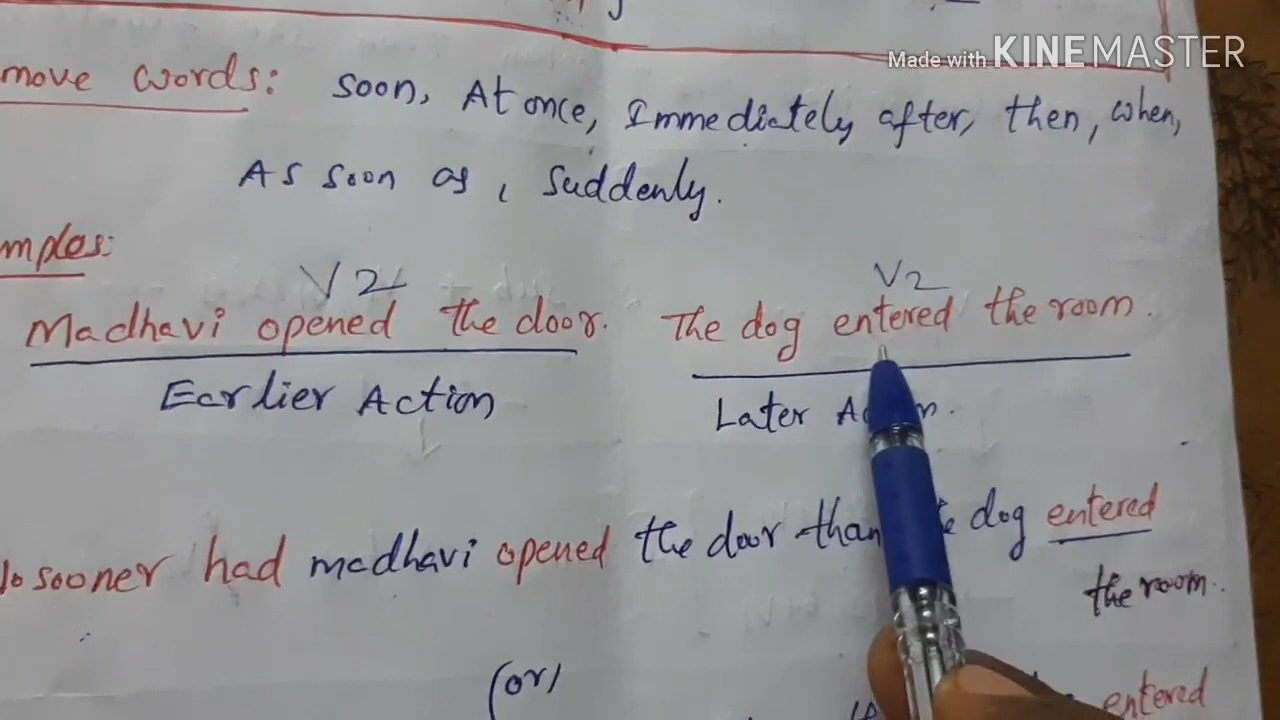 Made with KINEMASTER
move words: soon, At once, Immediately after, then, when,
As soon as, suddenly.
mples:
V2 V2
Madhavi opened the door. The dog entered the room.
Earlier Action Later
sooner had madhavi opened the door than dog entered
the room.
(or)
entered